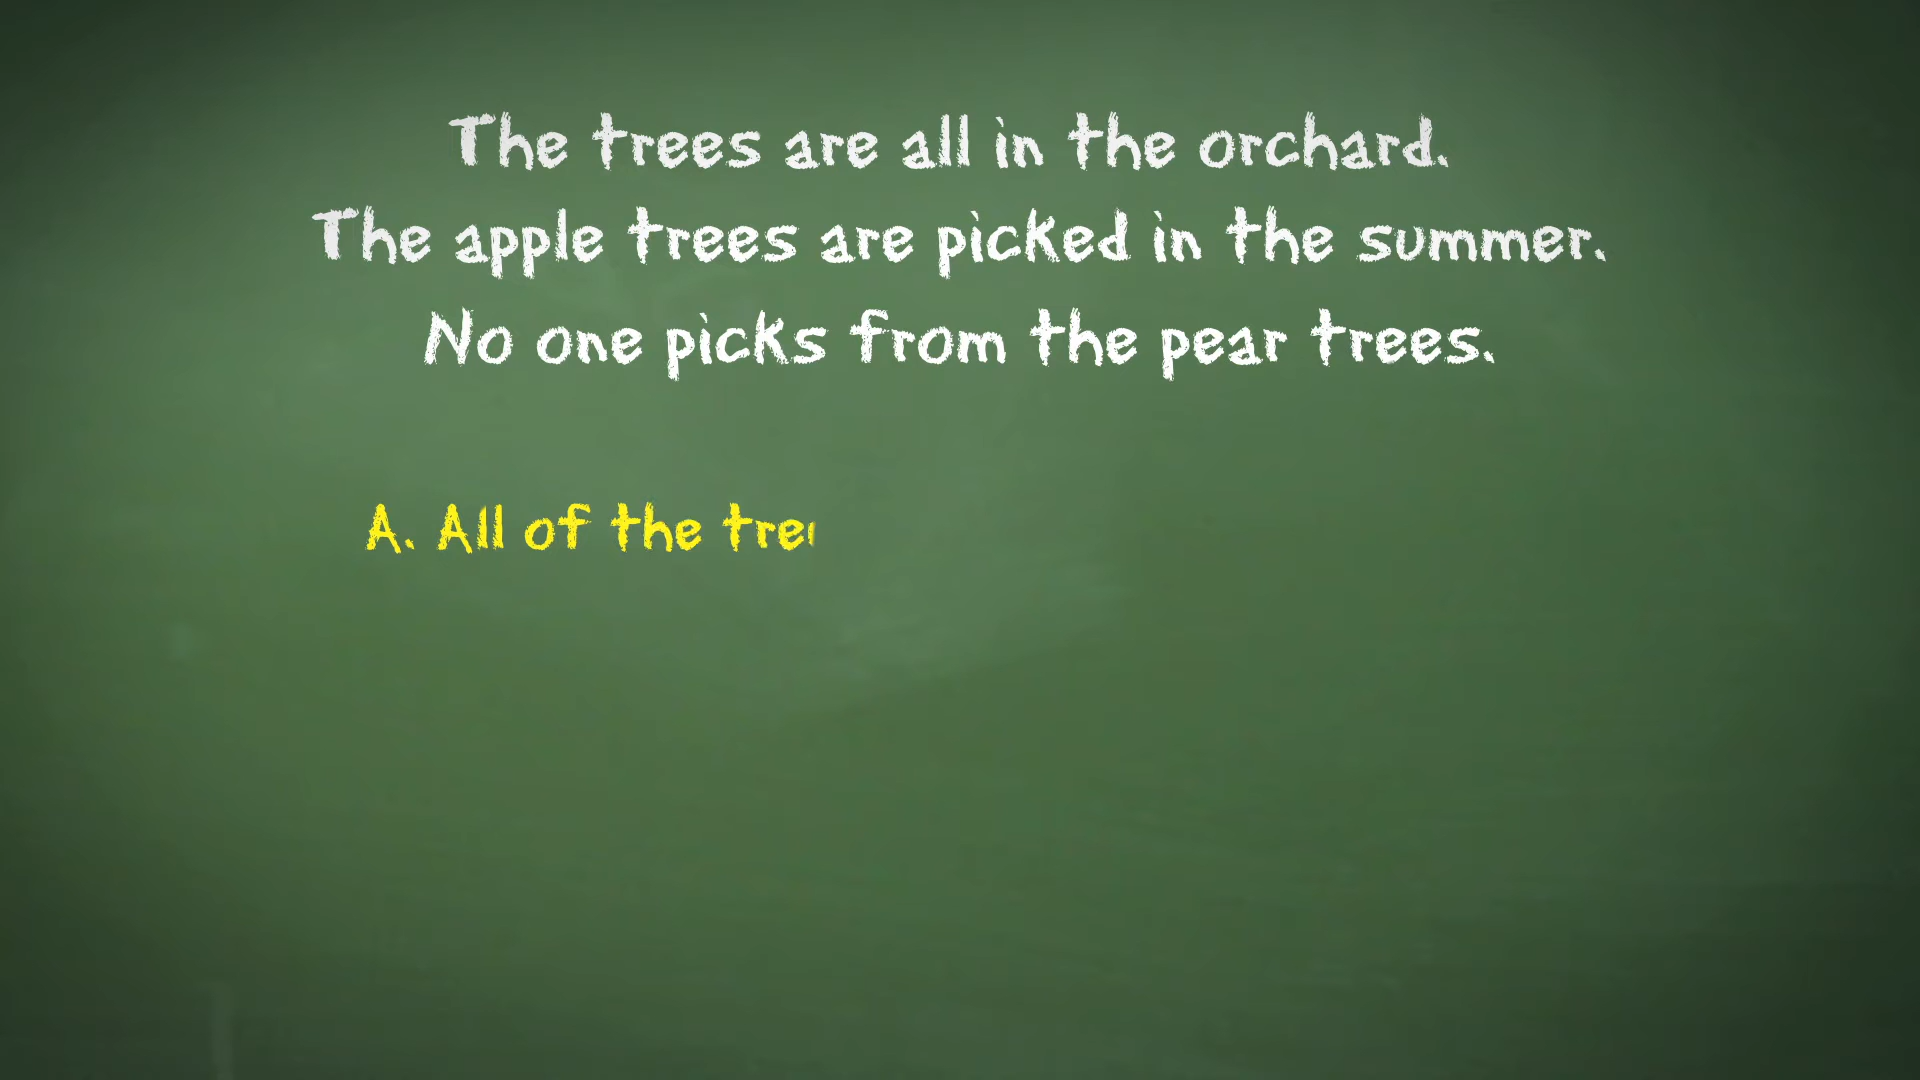 The trees are all in the orchard.
The apple trees are picked in the summer.
No one picks from the pear trees.
A. All of the